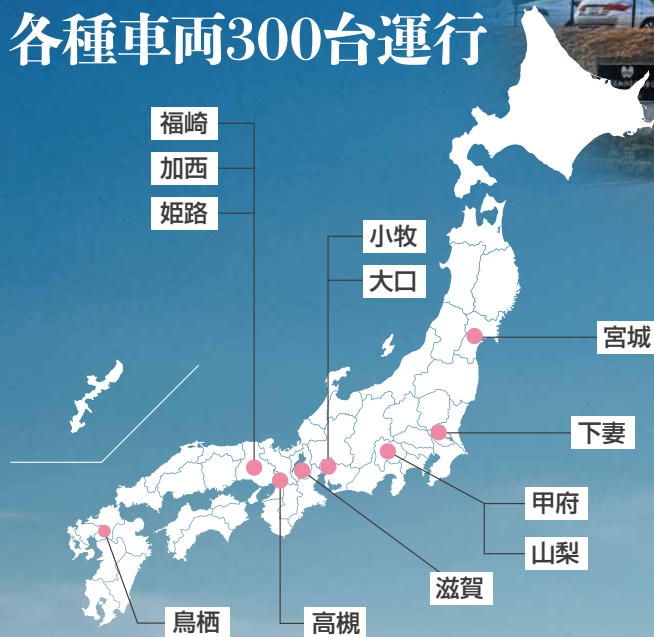 各種車両300台運行
福崎
加西
姫路
小牧
大口
宮城
下妻
甲府
山梨
滋賀
鳥栖
高槻